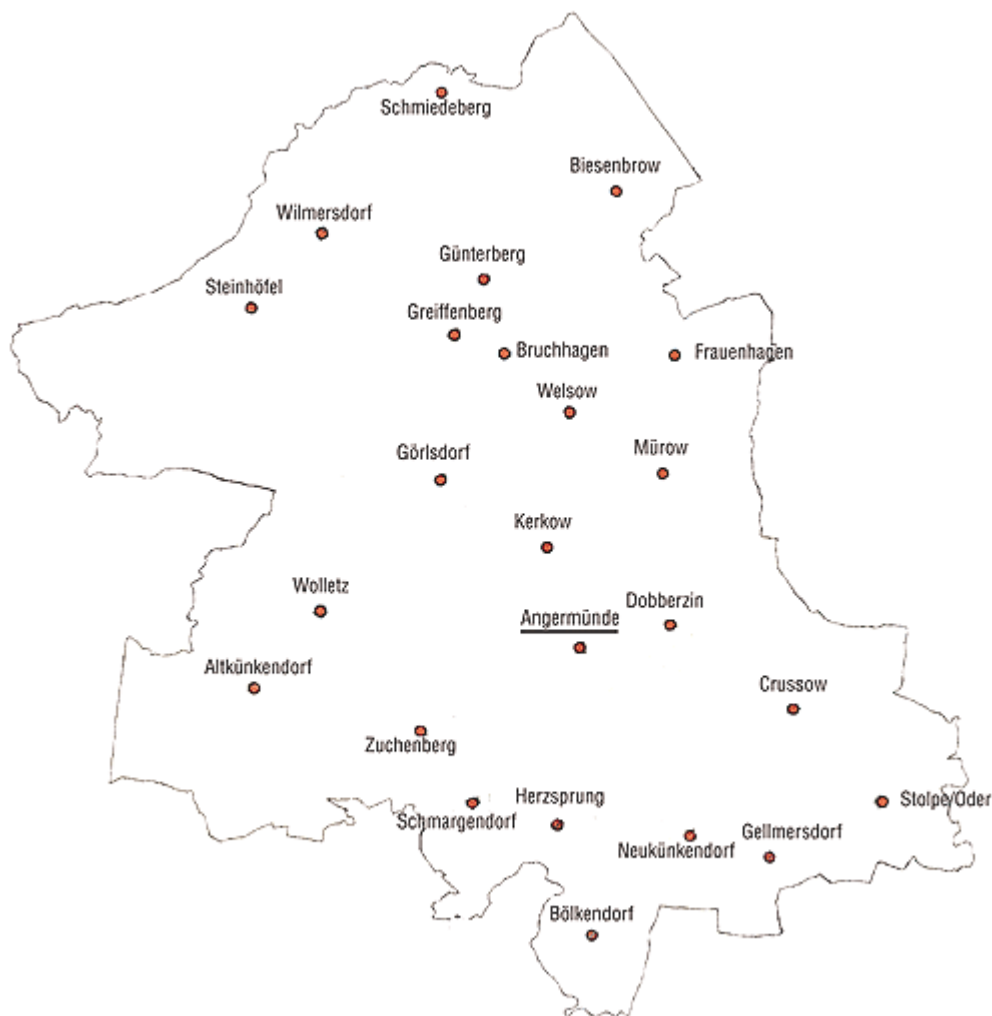 Schmiedeberg
Biesenbrow
Wilmersdorf
Günterberg
Steinhöfel
Greiffenberg
Bruchhagen
Frauenhagen
Welsow
Görlsdorf
Mürow
Kerkow
Wolletz
Dobberzin
Angermünde
Altkünkendorf
Crussow
Zuchenberg
Herzsprung
Stolpe/Oder
Schmargendorf
Gellmersdorf
Neukünkendorf
Bölkendorf